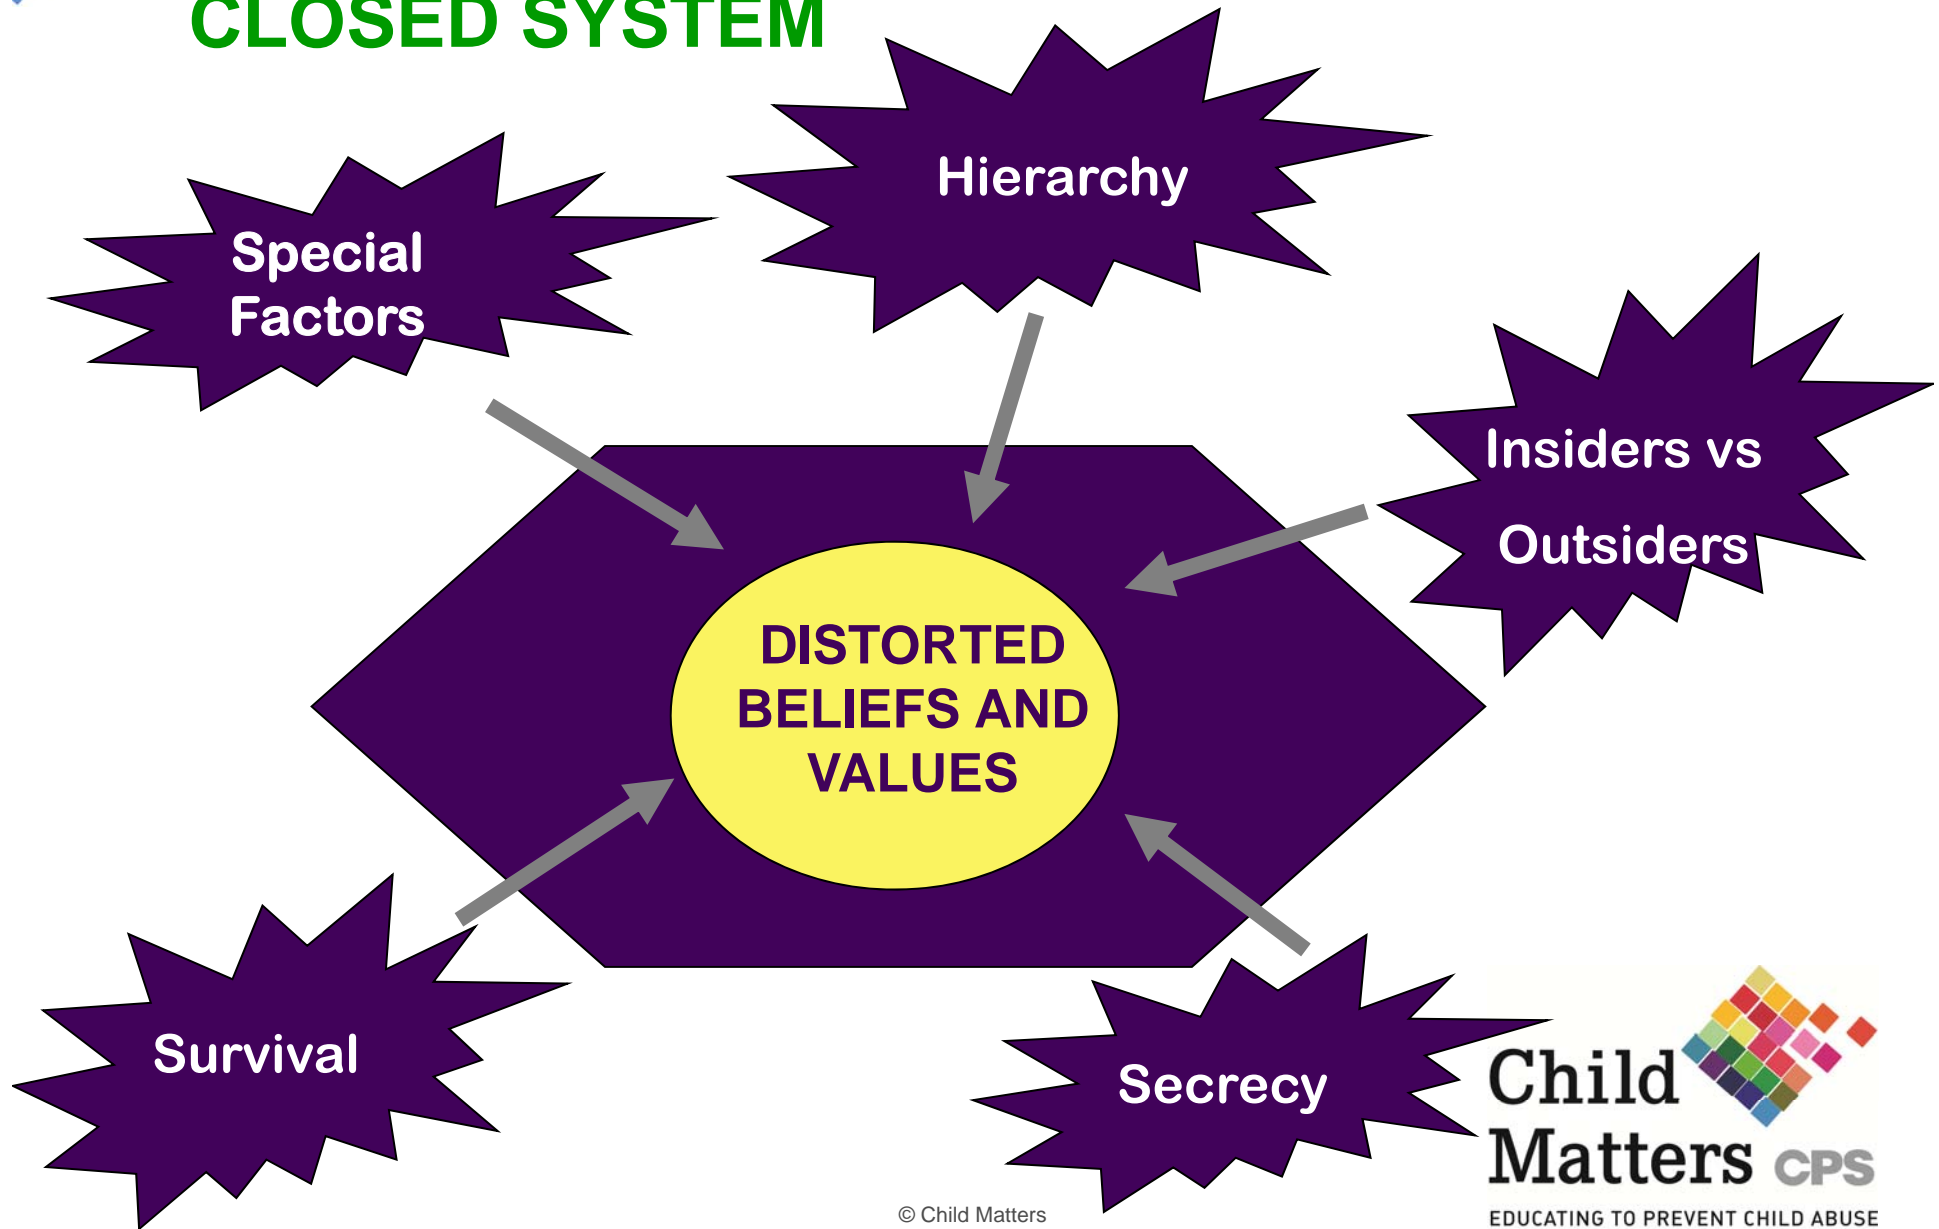 CLOSED SYSTEM
Hierarchy
Special
Factors
Insiders vs
Outsiders
DISTORTED
BELIEFS AND
VALUES
Survival
Secrecy
Child
Matters CPS
EDUCATING TO PREVENT CHILD ABUSE
© Child Matters